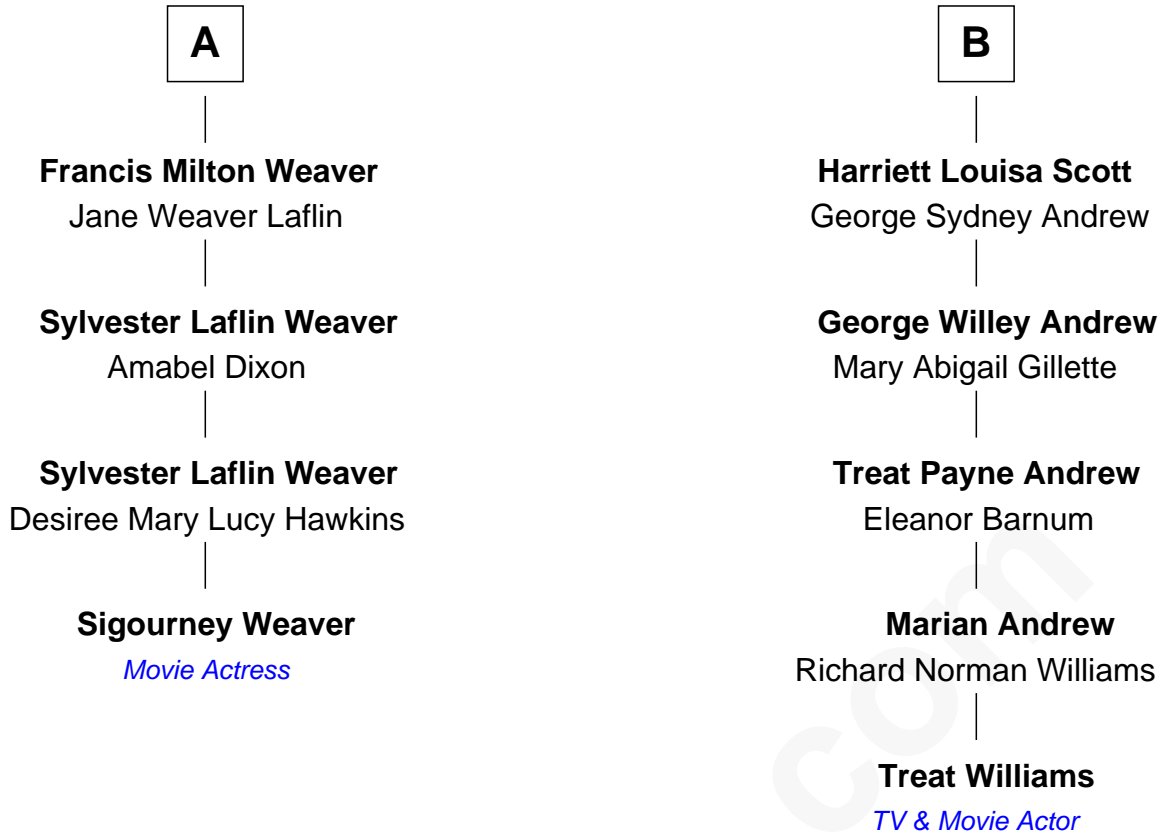 A
Francis Milton Weaver
Jane Weaver Laflin
Sylvester Laflin Weaver
Amabel Dixon
Sylvester Laflin Weaver
Desiree Mary Lucy Hawkins
Sigourney Weaver
Movie Actress
B
Harriett Louisa Scott
George Sydney Andrew
George Willey Andrew
Mary Abigail Gillette
Treat Payne Andrew
Eleanor Barnum
Marian Andrew
Richard Norman Williams
Treat Williams
TV & Movie Actor
com